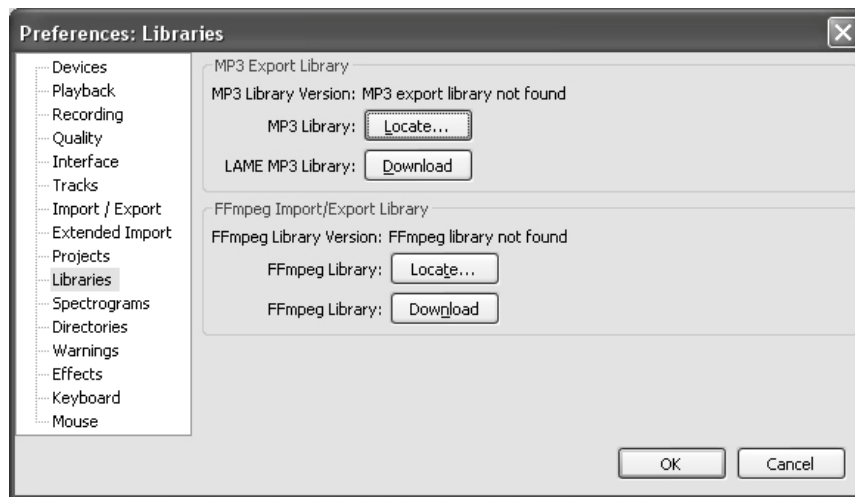 Preferences: Libraries
Devices
Playback
Recording
Quality
Interface
Tracks
Import / Export
Extended Import
Projects
Libraries
Spectrograms
Directories
Warnings
Effects
Keyboard
Mouse
MP3 Export Library
MP3 Library Version: MP3 export library not found
MP3 Library: Locate...
LAME MP3 Library: Download
FFmpeg Import/Export Library
FFmpeg Library Version: FFmpeg library not found
FFmpeg Library: Locate...
FFmpeg Library: Download
OK Cancel